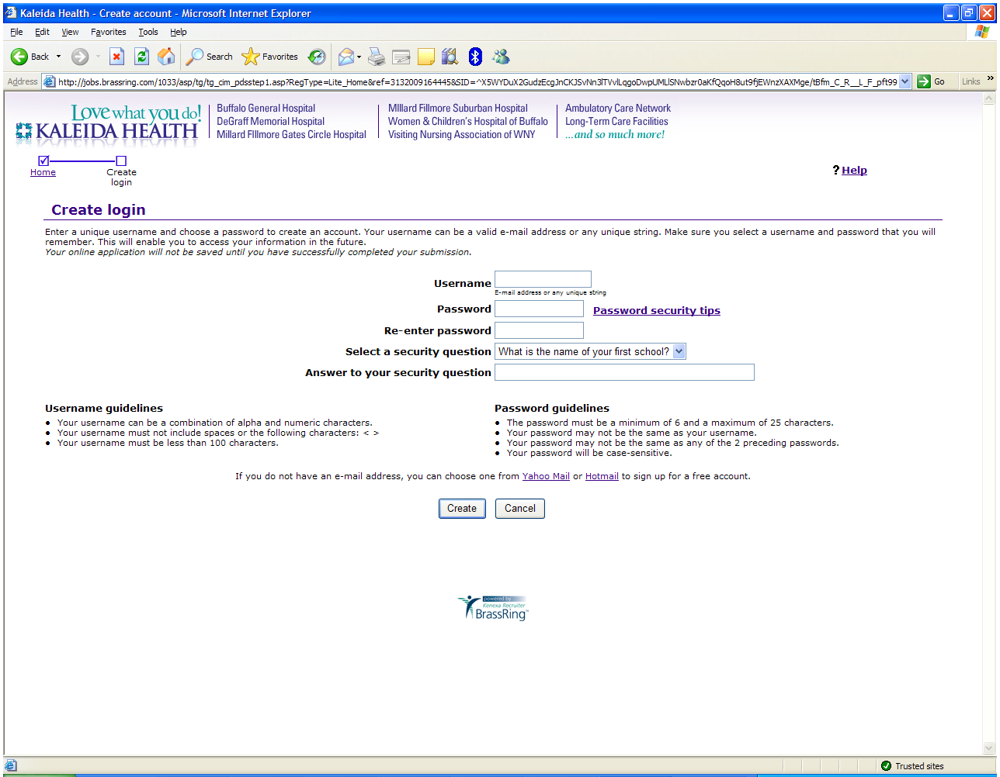 Kaleida Health - Create account - Microsoft Internet Explorer
File Edit View Favorites Tools Help
Back Search Favorites
Address http://jobs.brassring.com/1033/asp/tg/tg_cim_pdsstep1.asp?RegType=Lite_Home&ref=3132009164445&SID=^X5WYDuX2GudzEcgJnCKJSvNn3lTVvlLqgoDwpUMLlSNwbzr0aKfQqoH8ut9fjEWnzXAXMge/tBfm_C_R__L_F_pft99 Go Links »
Love what you do!
KALEIDA HEALTH
Buffalo General Hospital
DeGraff Memorial Hospital
Millard FIllmore Gates Circle Hospital
MIllard Fillmore Suburban Hospital
Women & Children's Hospital of Buffalo
Visiting Nursing Association of WNY
Ambulatory Care Network
Long-Term Care Facilities
...and so much more!
Home
Create
login
? Help
Create login
Enter a unique username and choose a password to create an account. Your username can be a valid e-mail address or any unique string. Make sure you select a username and password that you will
remember. This will enable you to access your information in the future.
Your online application will not be saved until you have successfully completed your submission.
Username
E-mail address or any unique string
Password Password security tips
Re-enter password
Select a security question What is the name of your first school?
Answer to your security question
Username guidelines
• Your username can be a combination of alpha and numeric characters.
• Your username must not include spaces or the following characters: < >
• Your username must be less than 100 characters.
Password guidelines
• The password must be a minimum of 6 and a maximum of 25 characters.
• Your password may not be the same as your username.
• Your password may not be the same as any of the 2 preceding passwords.
• Your password will be case-sensitive.
If you do not have an e-mail address, you can choose one from Yahoo Mail or Hotmail to sign up for a free account.
Create Cancel
powered by
Kenexa Recruiter
BrassRing™
Trusted sites